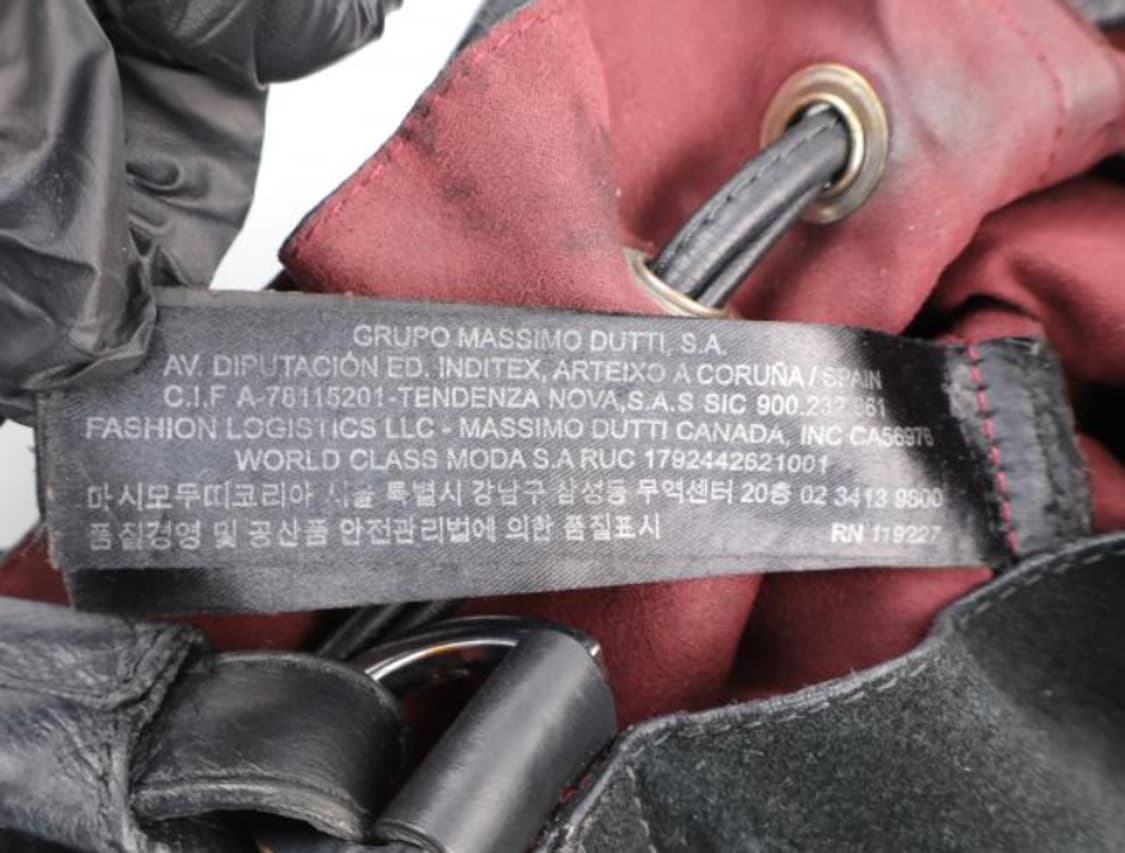 GRUPO MASSIMO DUTTI, S.A.
AV. DIPUTACIÓN ED. INDITEX, ARTEIXO A CORUÑA / SPAIN
C.I.F A-78115201-TENDENZA NOVA,S.A.S SIC
FASHION LOGISTICS LLC - MASSIMO DUTTI CANADA, INC CA56976
WORLD CLASS MODA S.A RUC 1792442621001
마시모두띠코리아 서울 특별시 강남구 삼성동 무역센터 20층 02 3413 9800
품질경영 및 공산품 안전관리법에 의한 품질표시
RN 119227